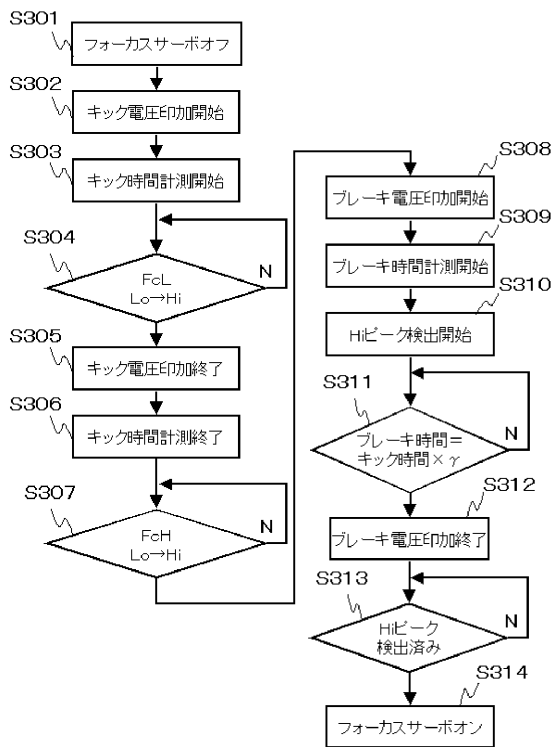 S301
フォーカスサーボオフ
S302
キック電圧印加開始
S303
キック時間計測開始
S304
FcL
Lo→Hi
N
S305
キック電圧印加終了
S306
キック時間計測終了
S307
FcH
Lo→Hi
N
S308
ブレーキ電圧印加開始
S309
ブレーキ時間計測開始
S310
Hiピーク検出開始
S311
ブレーキ時間=
キック時間×γ
N
S312
ブレーキ電圧印加終了
S313
Hiピーク
検出済み
N
S314
フォーカスサーボオン